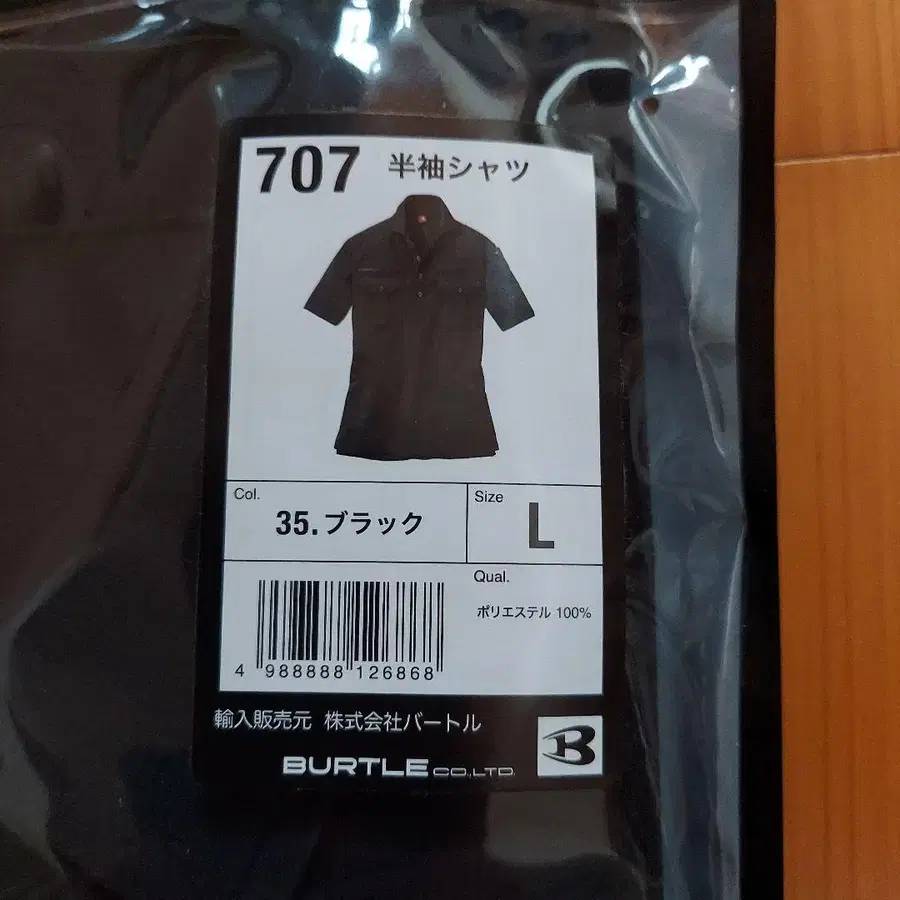 707 半袖シャツ
Col.
35.ブラック
Size
L
Qual.
ポリエステル 100%
4 988888 126868
輸入販売元 株式会社バートル
BURTLE CO.,LTD.
B